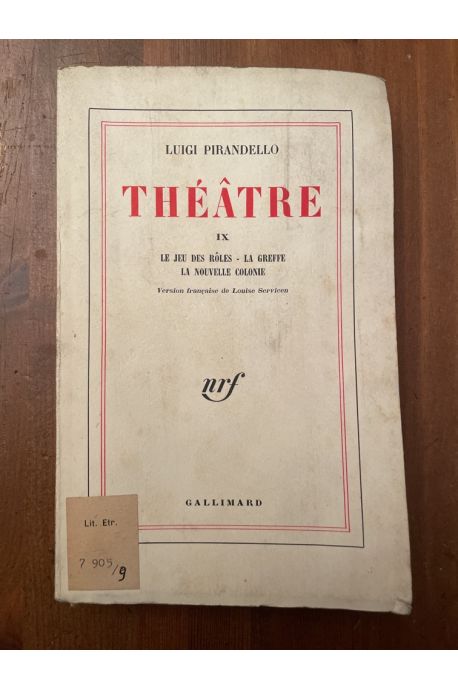 LUIGI PIRANDELLO
THÉÂTRE
IX
LE JEU DES RÔLES - LA GREFFE
LA NOUVELLE COLONIE
Version française de Louise Servicen
nrf
GALLIMARD
Lit. Etr.
7 905/9